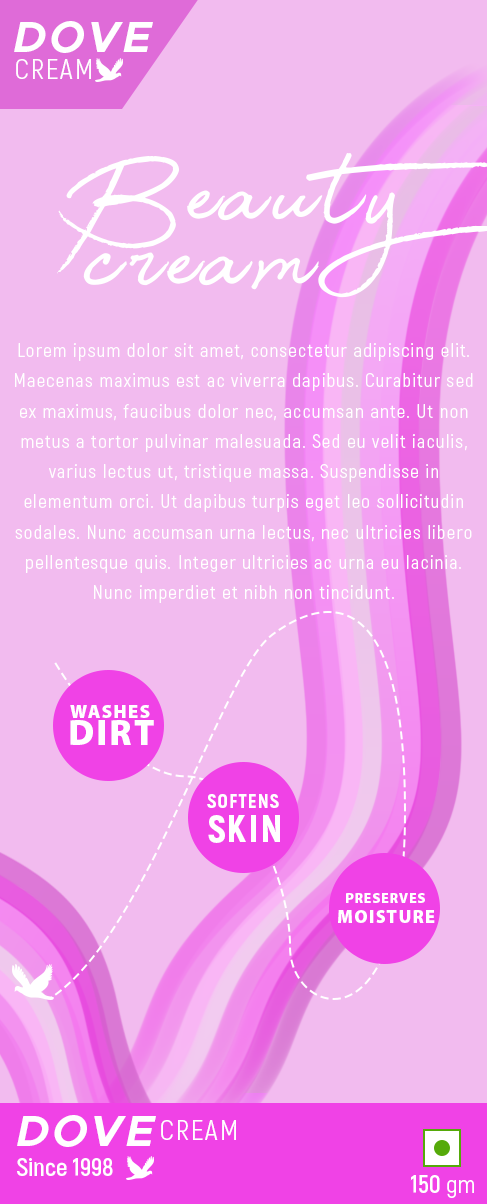 DOVE
CREAM
Beauty
cream
Lorem ipsum dolor sit amet, consectetur adipiscing elit.
Maecenas maximus est ac viverra dapibus. Curabitur sed
ex maximus, faucibus dolor nec, accumsan ante. Ut non
metus a tortor pulvinar malesuada. Sed eu velit iaculis,
varius lectus ut, tristique massa. Suspendisse in
elementum orci. Ut dapibus turpis eget leo sollicitudin
sodales. Nunc accumsan urna lectus, nec ultricies libero
pellentesque quis. Integer ultricies ac urna eu lacinia.
Nunc imperdiet et nibh non tincidunt.
WASHES
DIRT
SOFTENS
SKIN
PRESERVES
MOISTURE
DOVE CREAM
Since 1998
150 gm